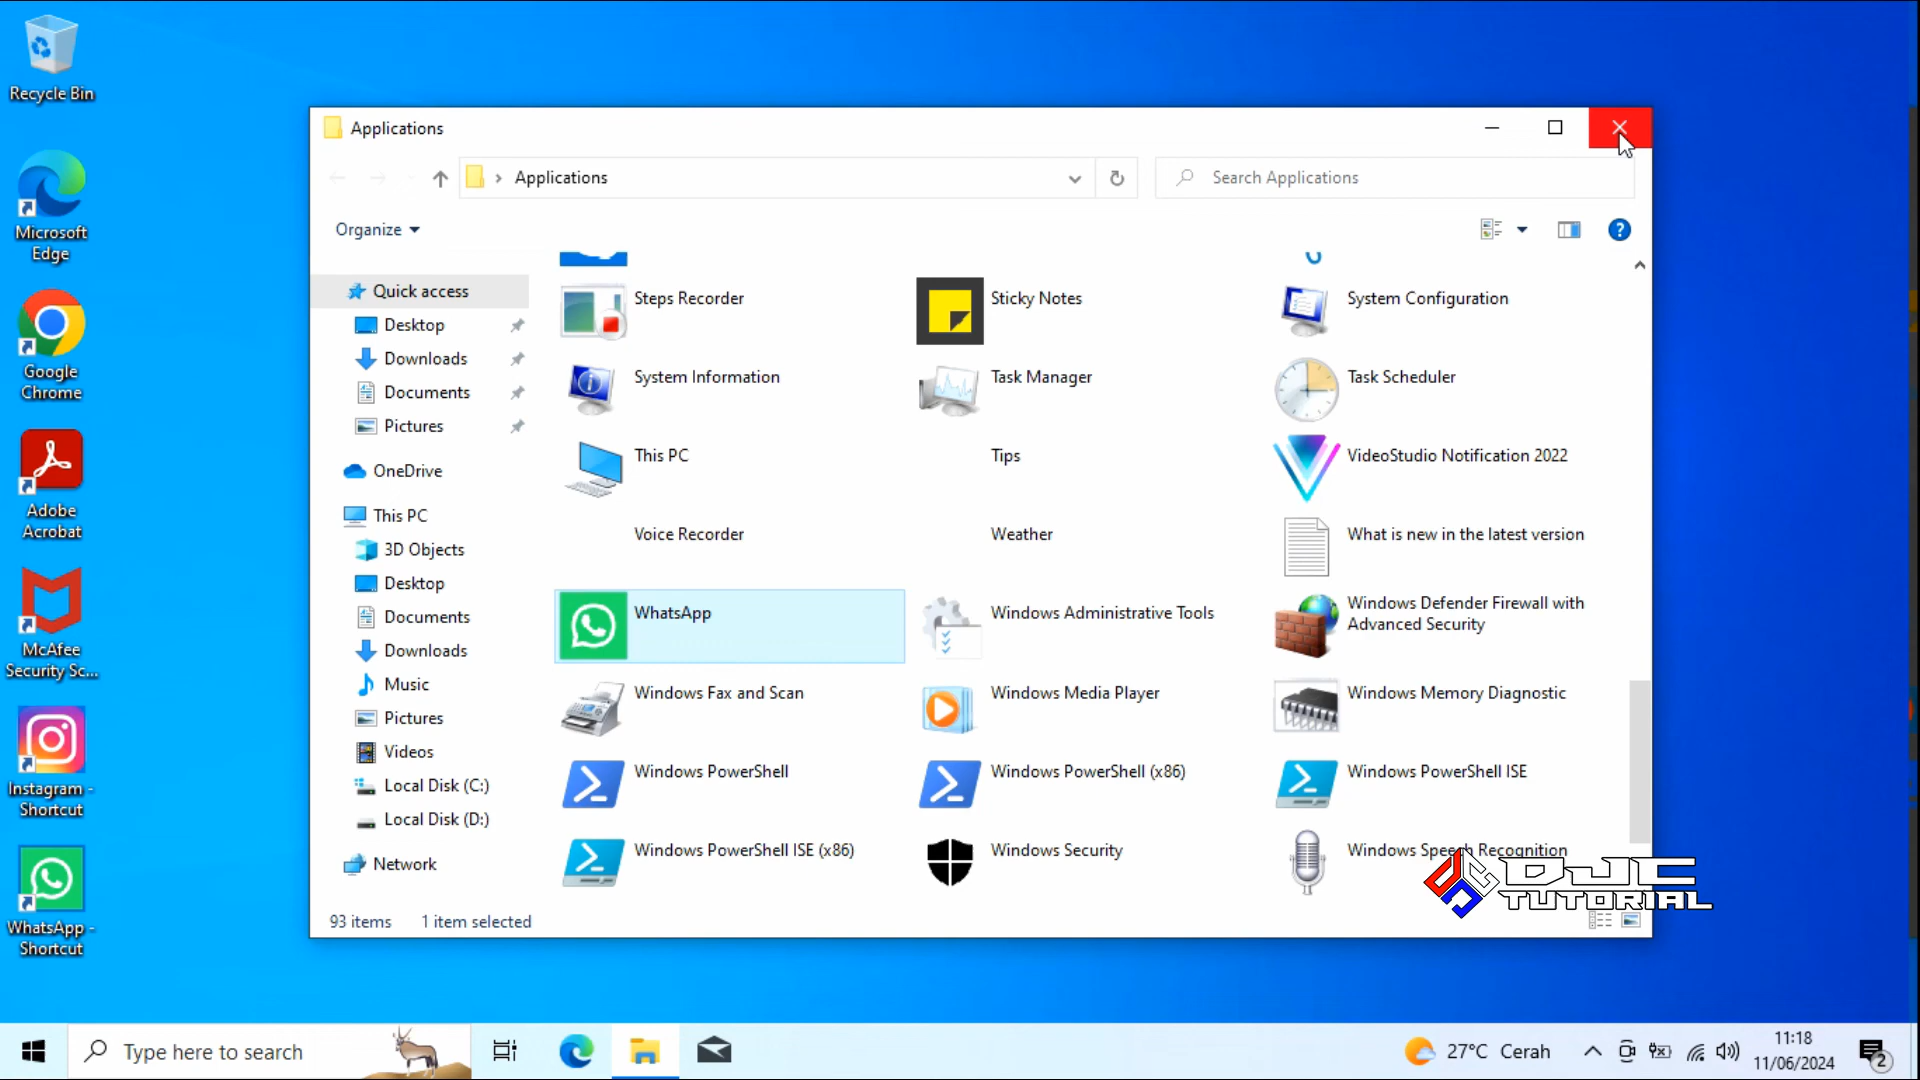 Recycle Bin
Microsoft
Edge
Google
Chrome
Adobe
Acrobat
McAfee
Security Sc...
Instagram -
Shortcut
WhatsApp -
Shortcut
Applications
Applications
Search Applications
Organize
Quick access
Desktop
Downloads
Documents
Pictures
OneDrive
This PC
3D Objects
Desktop
Documents
Downloads
Music
Pictures
Videos
Local Disk (C:)
Local Disk (D:)
Network
Steps Recorder
Sticky Notes
System Configuration
System Information
Task Manager
Task Scheduler
This PC
Tips
VideoStudio Notification 2022
Voice Recorder
Weather
What is new in the latest version
WhatsApp
Windows Administrative Tools
Windows Defender Firewall with
Advanced Security
Windows Fax and Scan
Windows Media Player
Windows Memory Diagnostic
Windows PowerShell
Windows PowerShell (x86)
Windows PowerShell ISE
Windows PowerShell ISE (x86)
Windows Security
Windows Speech Recognition
93 items
1 item selected
DJC
TUTORIAL
Type here to search
27°C Cerah
11:18
11/06/2024
2